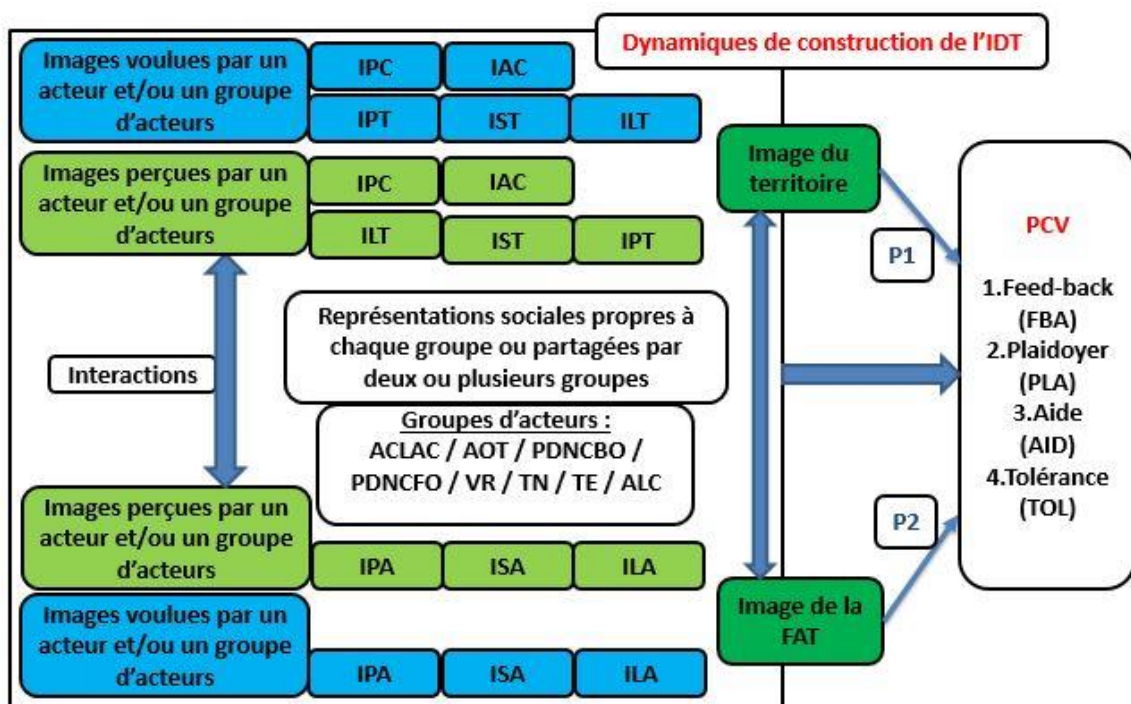 Dynamiques de construction de l'IDT
Images voulues par un
acteur et/ou un groupe
d'acteurs
IPC
IAC
IPT
IST
ILT
Images perçues par un
acteur et/ou un groupe
d'acteurs
IPC
IAC
ILT
IST
IPT
Interactions
Représentations sociales propres à
chaque groupe ou partagées par
deux ou plusieurs groupes
Groupes d'acteurs :
ACLAC / AOT / PDNCBO /
PDNCFO / VR / TN / TE / ALC
Images perçues par un
acteur et/ou un groupe
d'acteurs
IPA
ISA
ILA
Images voulues par un
acteur et/ou un groupe
d'acteurs
IPA
ISA
ILA
Image du
territoire
Image de la
FAT
P1
P2
PCV
1.Feed-back
(FBA)
2.Plaidoyer
(PLA)
3.Aide
(AID)
4.Tolérance
(TOL)